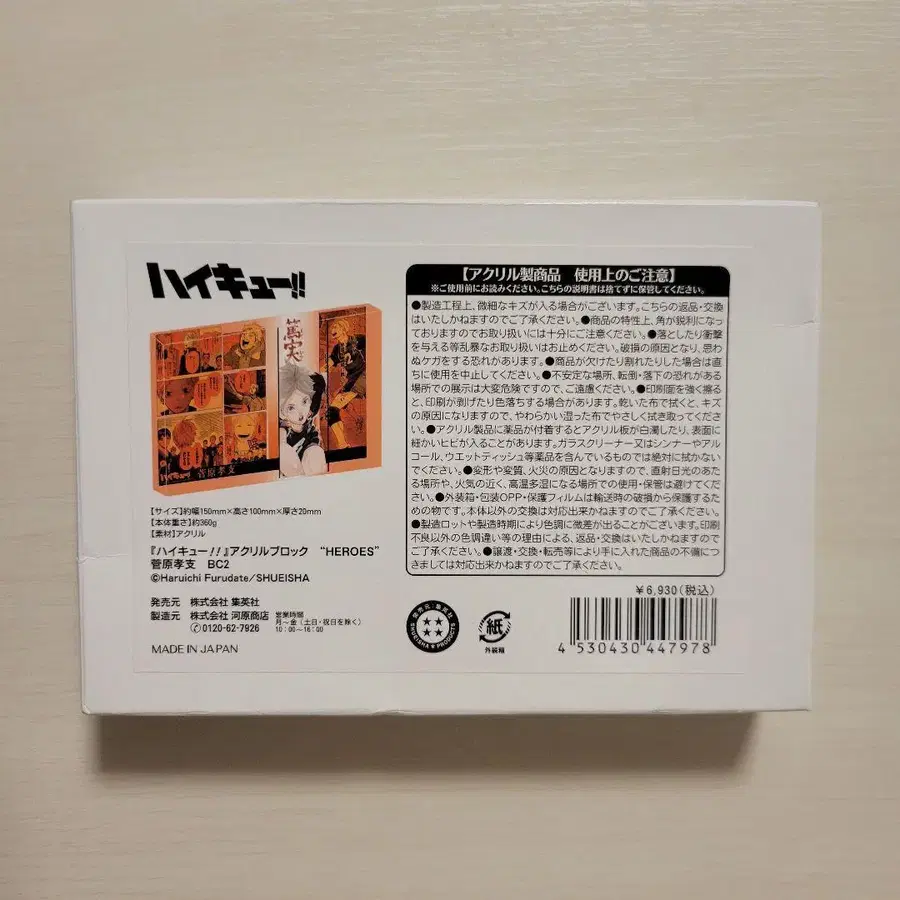 ハイキュー!!
篤実
ハイキュー!! 菅原孝支
【サイズ】約幅150mm×高さ100mm×厚さ20mm
【本体重さ】約360g
【素材】アクリル
『ハイキュー!!』アクリルブロック “HEROES”
菅原孝支 BC2
©Haruichi Furudate/SHUEISHA
発売元 株式会社 集英社
製造元 株式会社 河原商店
0120-62-7926
営業時間
月〜金(土日・祝日を除く)
10:00〜16:00
MADE IN JAPAN
【アクリル製商品 使用上のご注意】
※ご使用前にお読みください。こちらの説明書は捨てずに保管してください。
●製造工程上、微細なキズが入る場合がございます。こちらの返品・交換
はいたしかねますのでご了承ください。●商品の特性上、角が鋭利になっ
ておりますのでお取り扱いには十分にご注意ください。●落としたり衝撃
を与える等乱暴なお取り扱いはお止めください。破損の原因となり、思わ
ぬケガをする恐れがあります。●商品が欠けたり割れたりした場合は直
ちに使用を中止してください。●不安定な場所、転倒・落下の恐れがある
場所での展示は大変危険ですので、ご遠慮ください。●印刷面を強く擦る
と、印刷が剥げたり色落ちする場合があります。乾いた布で拭くと、キズ
の原因になりますので、やわらかい湿った布でやさしく拭き取ってくださ
い。●アクリル製品に薬品が付着するとアクリル板が白濁したり、表面に
細かいヒビが入ることがあります。ガラスクリーナー又はシンナーやアル
コール、ウエットティッシュ等薬品を含んでいるものでは絶対に拭かない
でください。●変形や変質、火災の原因となりますので、直射日光のあた
る場所や、火気の近く、高温多湿になる場所での使用・保管は避けてくだ
さい。●外装箱・包装OPP・保護フィルムは輸送時の破損から保護するた
めの物です。本体以外の交換は対応出来かねますのでご了承ください。
●製造ロットや製造時期により色調に微差が出ることがございます。印刷
不良以外の色調違い等の理由による、返品・交換はいたしかねますので
ご了承ください。●譲渡・交換・転売等により手に入れた商品の不備につ
きましては対応出来かねますのでご了承ください。
¥6,930(税込)
発売元:集英社
SHUEISHA PRODUCTS
紙
外装箱
4 530430 447978